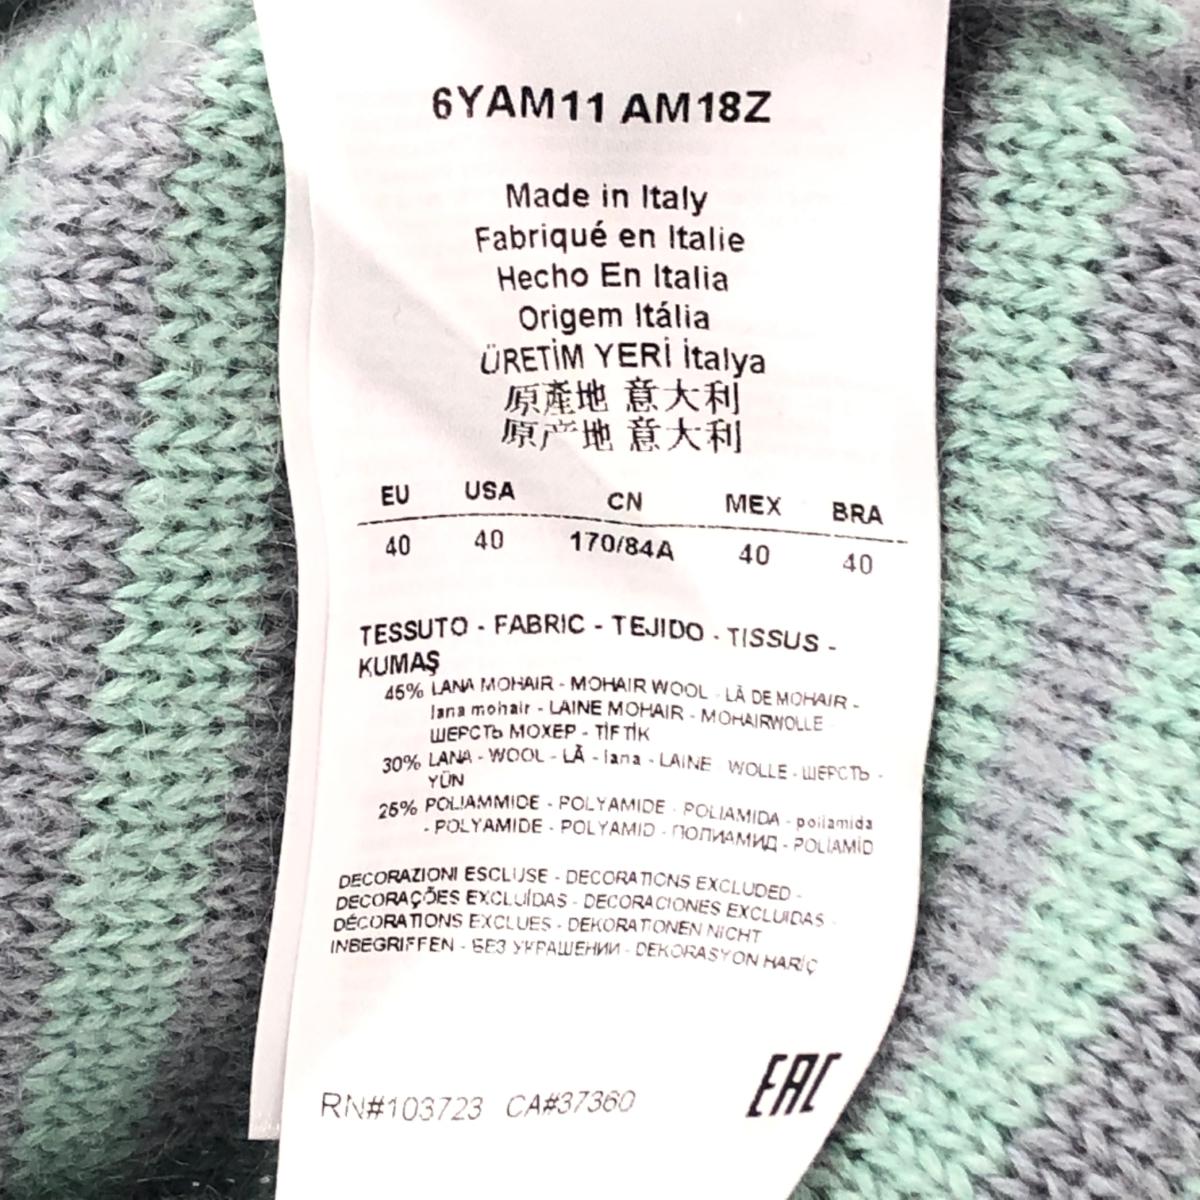 6YAM11 AM18Z
Made in Italy
Fabriqué en Italie
Hecho En Italia
Origem Itália
ÜRETİM YERİ İtalya
原產地 意大利
原产地 意大利
EU USA CN MEX BRA
40 40 170/84A 40 40
TESSUTO - FABRIC - TEJIDO - TISSUS -
KUMAŞ
45% LANA MOHAIR - MOHAIR WOOL - LÃ DE MOHAIR -
lana mohair - LAINE MOHAIR - MOHAIRWOLLE
ШЕРСТЬ МОХЕР - TİFTİK
30% LANA - WOOL - LÃ - lana - LAINE WOLLE - ШЕРСТЬ -
YÜN
25% POLIAMMIDE - POLYAMIDE - POLIAMIDA - poliamida
- POLYAMIDE - POLYAMID - ПОЛИАМИД - POLİAMİD
DECORAZIONI ESCLUSE - DECORATIONS EXCLUDED -
DECORAÇÕES EXCLUÍDAS - DECORACIONES EXCLUIDAS -
DÉCORATIONS EXCLUES - DEKORATIONEN NICHT
INBEGRIFFEN - БЕЗ УКРАШЕНИИ - DEKORASYON HARİÇ
EAC
RN#103723 CA#37360